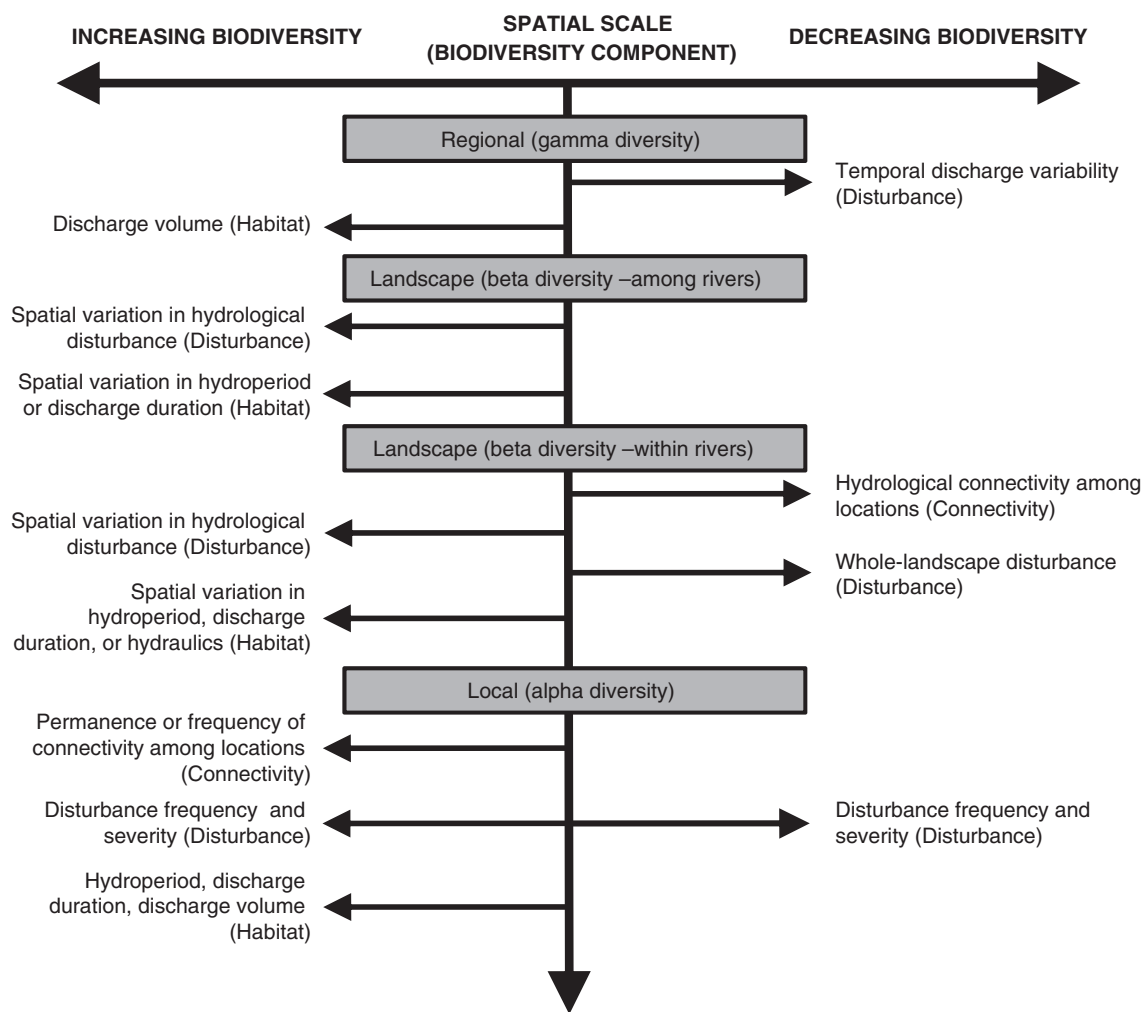 INCREASING BIODIVERSITY
SPATIAL SCALE
(BIODIVERSITY COMPONENT)
DECREASING BIODIVERSITY
Regional (gamma diversity)
Temporal discharge variability
(Disturbance)
Discharge volume (Habitat)
Landscape (beta diversity –among rivers)
Spatial variation in hydrological
disturbance (Disturbance)
Spatial variation in hydroperiod
or discharge duration (Habitat)
Landscape (beta diversity –within rivers)
Hydrological connectivity among
locations (Connectivity)
Spatial variation in hydrological
disturbance (Disturbance)
Whole-landscape disturbance
(Disturbance)
Spatial variation in
hydroperiod, discharge
duration, or hydraulics (Habitat)
Local (alpha diversity)
Permanence or frequency of
connectivity among locations
(Connectivity)
Disturbance frequency and
severity (Disturbance)
Disturbance frequency and
severity (Disturbance)
Hydroperiod, discharge
duration, discharge volume
(Habitat)